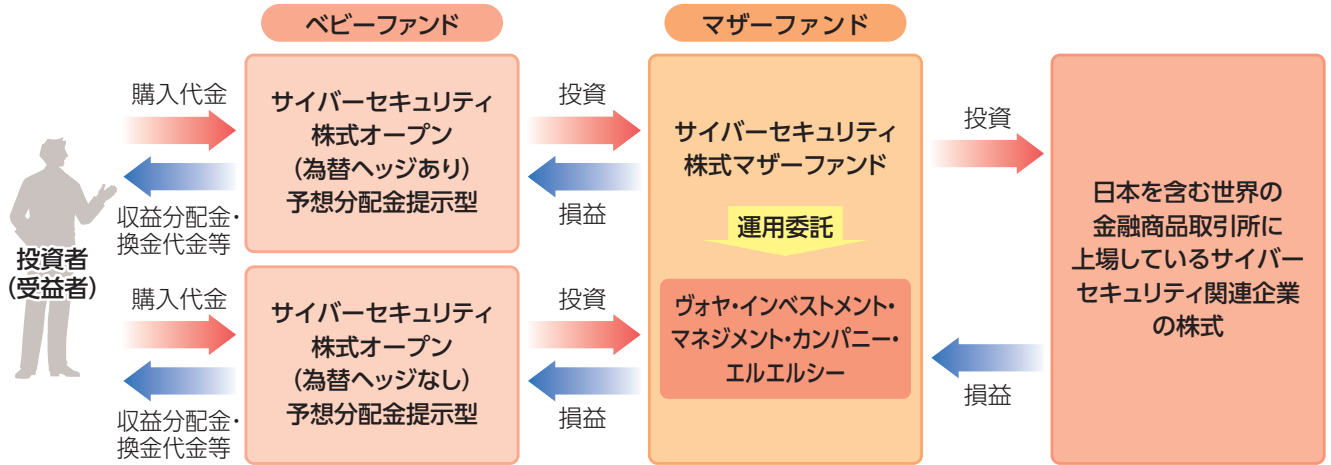 ベビーファンド
マザーファンド
投資者
(受益者)
購入代金
収益分配金・
換金代金等
サイバーセキュリティ
株式オープン
(為替ヘッジあり)
予想分配金提示型
投資
損益
購入代金
収益分配金・
換金代金等
サイバーセキュリティ
株式オープン
(為替ヘッジなし)
予想分配金提示型
投資
損益
サイバーセキュリティ
株式マザーファンド
運用委託
ヴォヤ・インベストメント・
マネジメント・カンパニー・
エルエルシー
投資
損益
日本を含む世界の
金融商品取引所に
上場しているサイバー
セキュリティ関連企業
の株式